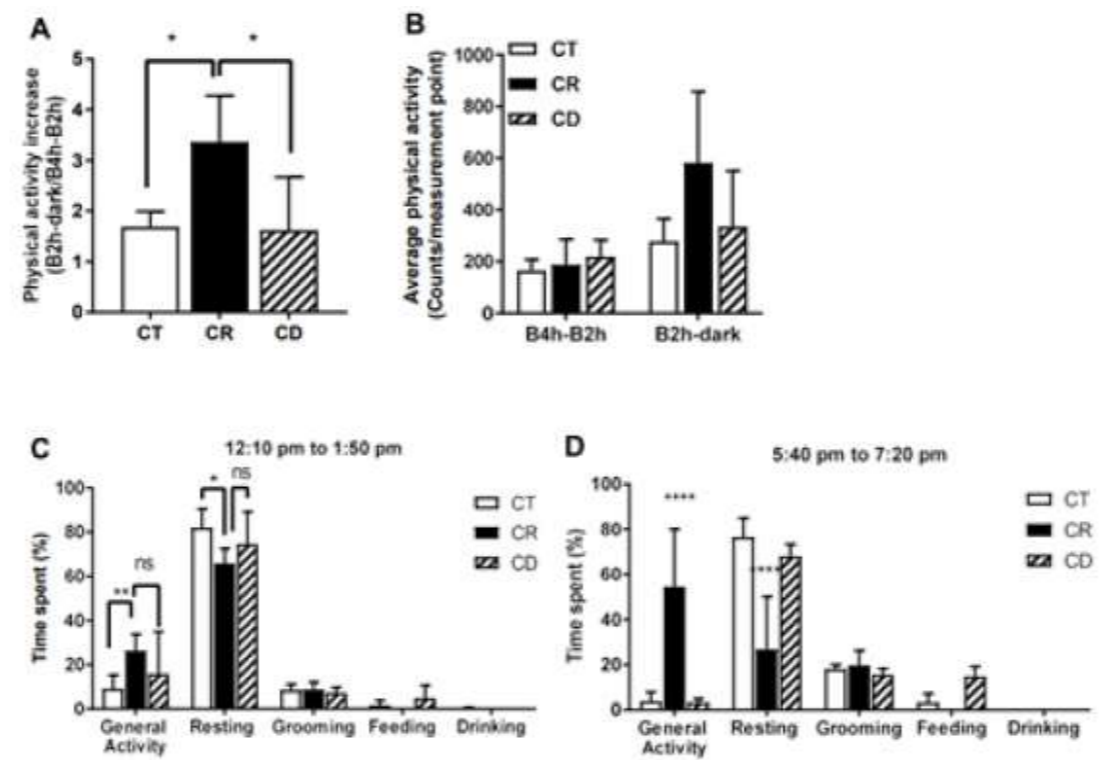 A
Physical activity increase
(B2h-dark/B4h-B2h)
5
4
3
2
1
0
*
*
CT
CR
CD
B
Average physical activity
(Counts/measurement point)
1000
800
600
400
200
0
CT
CR
CD
B4h-B2h
B2h-dark
C
12:10 pm to 1:50 pm
Time spent (%)
100
80
60
40
20
0
**
ns
*
ns
CT
CR
CD
General
Activity
Resting
Grooming
Feeding
Drinking
D
5:40 pm to 7:20 pm
Time spent (%)
100
80
60
40
20
0
****
****
CT
CR
CD
General
Activity
Resting
Grooming
Feeding
Drinking